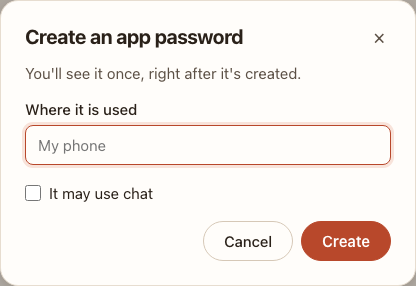 Create an app password
×
You'll see it once, right after it's created.
Where it is used
My phone
It may use chat
Cancel
Create